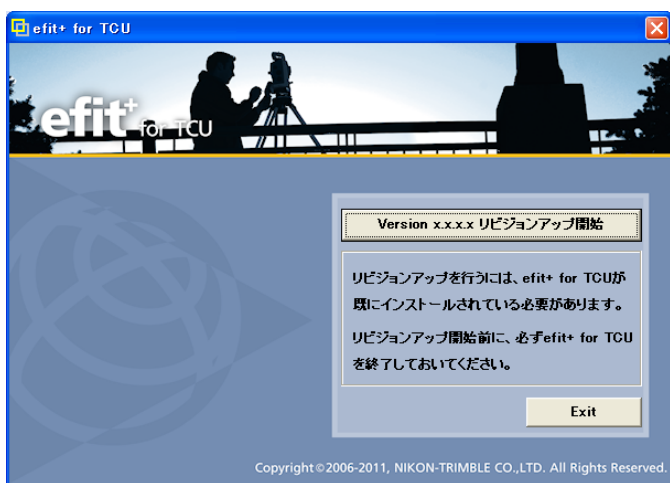 efit+ for TCU
efit+ for TCU
Version x.x.x.x リビジョンアップ開始
リビジョンアップを行うには、efit+ for TCUが
既にインストールされている必要があります。
リビジョンアップ開始前に、必ずefit+ for TCU
を終了しておいてください。
Exit
Copyright©2006-2011, NIKON-TRIMBLE CO.,LTD. All Rights Reserved.